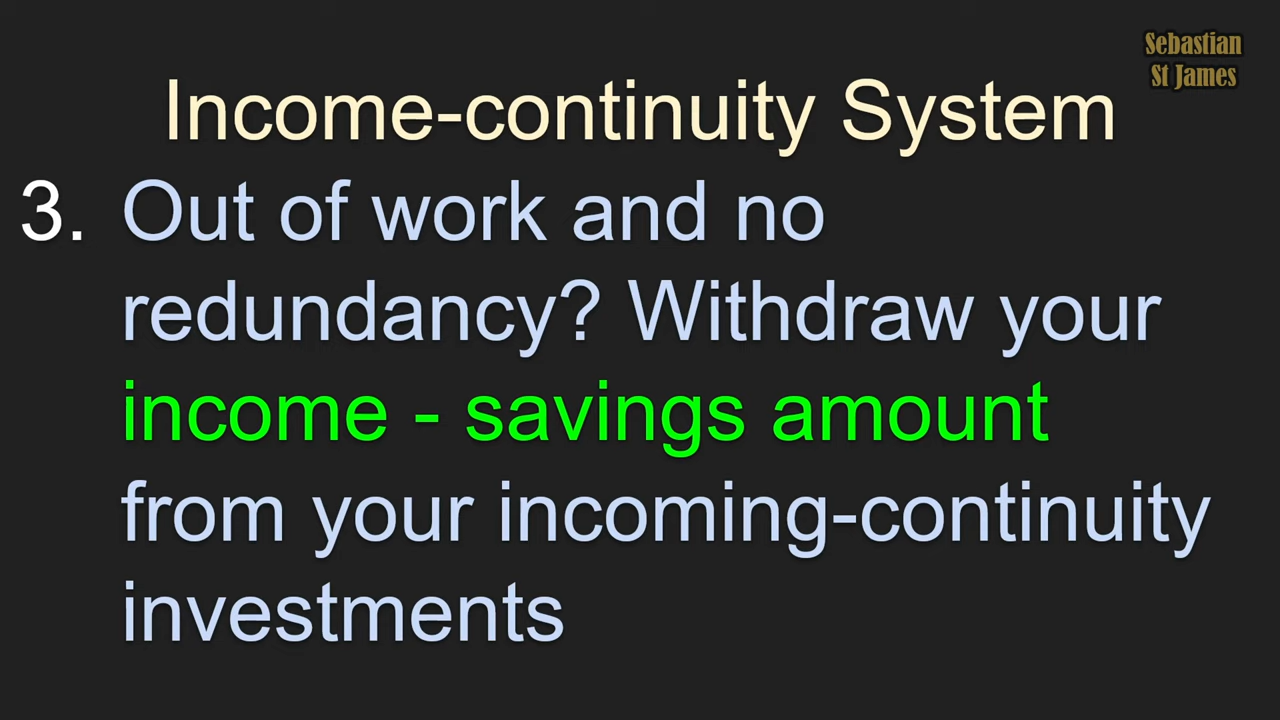 Sebastian
St James
Income-continuity System
3. Out of work and no
redundancy? Withdraw your
income - savings amount
from your incoming-continuity
investments